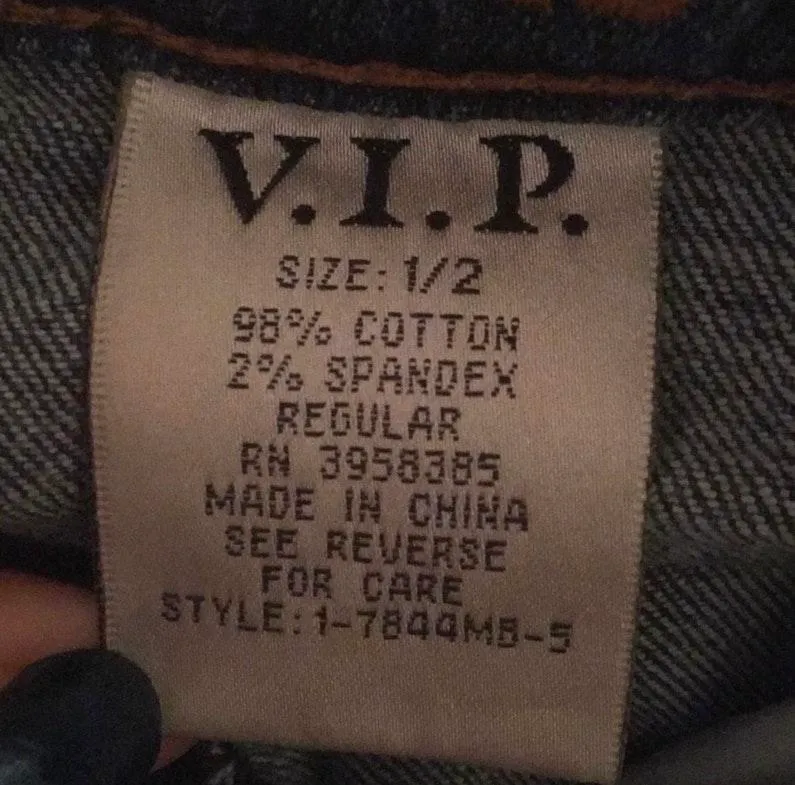 V.I.P.
SIZE: 1/2
98% COTTON
2% SPANDEX
REGULAR
RN 3958385
MADE IN CHINA
SEE REVERSE
FOR CARE
STYLE: 1-7844MB-5